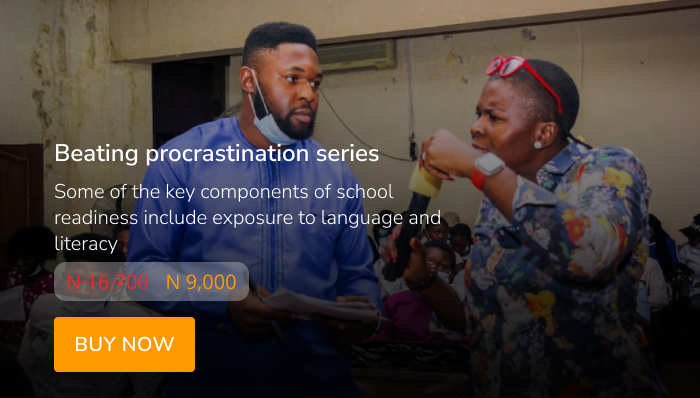 Beating procrastination series
Some of the key components of school
readiness include exposure to language and
literacy
N 16,700 N 9,000
BUY NOW